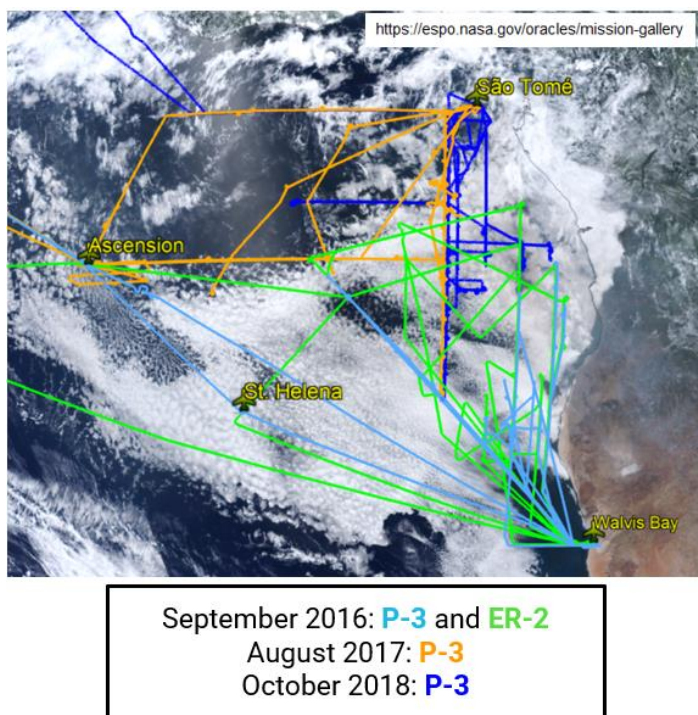 https://espo.nasa.gov/oracles/mission-gallery
São Tomé
Ascension
St. Helena
Walvis Bay
September 2016: P-3 and ER-2
August 2017: P-3
October 2018: P-3